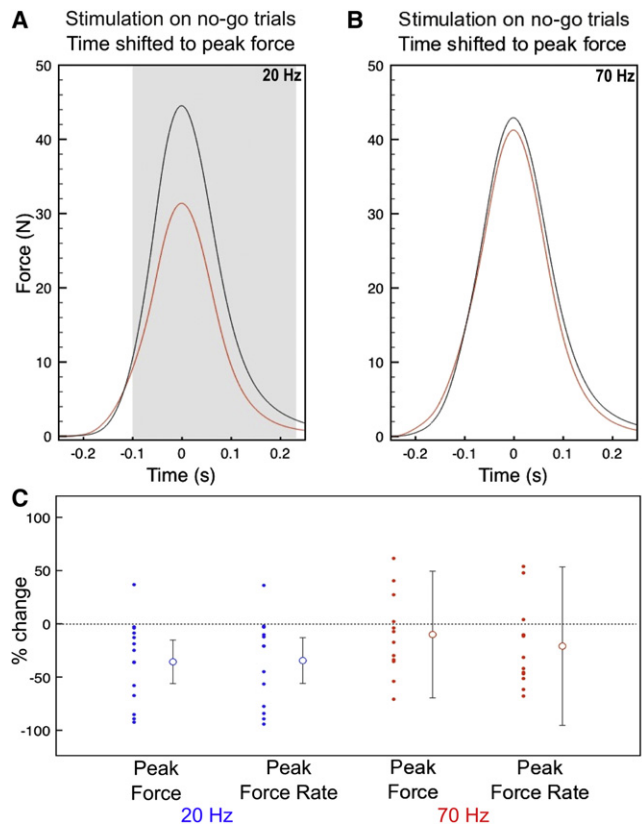 A
Stimulation on no-go trials
Time shifted to peak force
20 Hz
50
40
30
20
10
0
Force (N)
-0.2 -0.1 0 0.1 0.2
Time (s)
B
Stimulation on no-go trials
Time shifted to peak force
70 Hz
50
40
30
20
10
0
-0.2 -0.1 0 0.1 0.2
Time (s)
C
100
50
0
-50
-100
% change
Peak Force
Peak Force Rate
Peak Force
Peak Force Rate
20 Hz
70 Hz